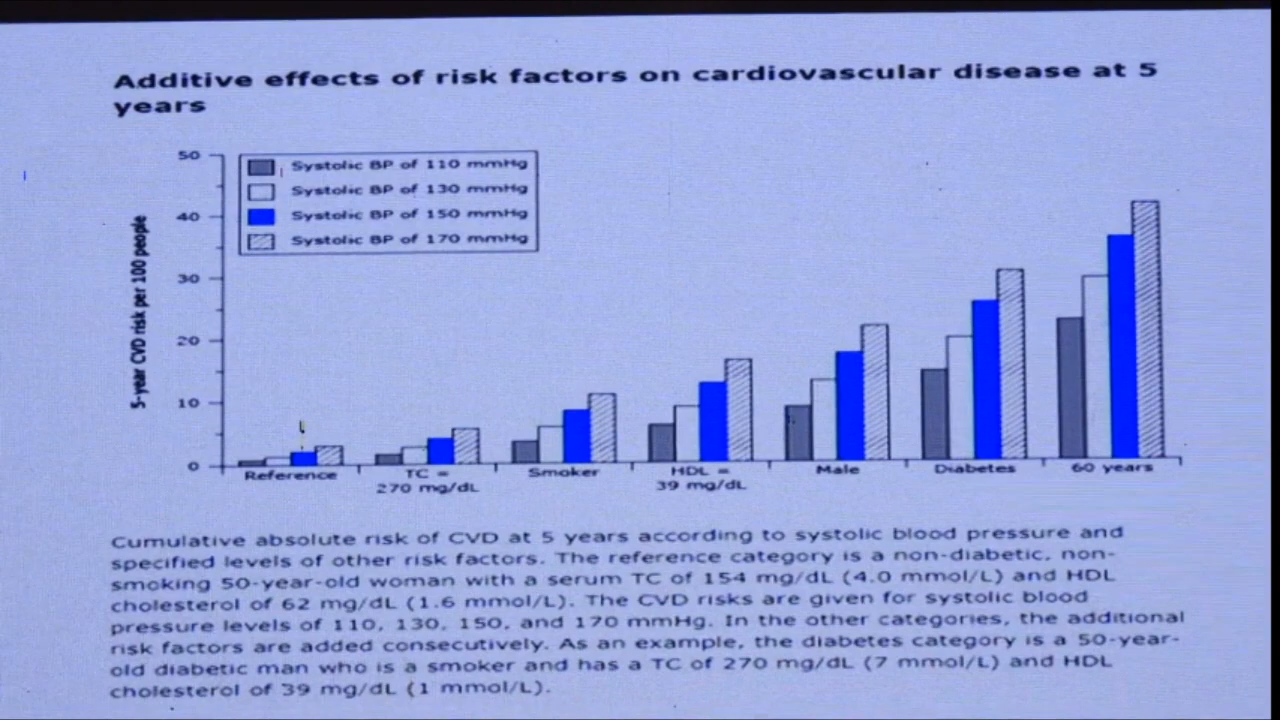 Additive effects of risk factors on cardiovascular disease at 5
years
50
40
30
20
10
0
5-year CVD risk per 100 people
Systolic BP of 110 mmHg
Systolic BP of 130 mmHg
Systolic BP of 150 mmHg
Systolic BP of 170 mmHg
Reference
TC =
270 mg/dL
Smoker
HDL =
39 mg/dL
Male
Diabetes
60 years
Cumulative absolute risk of CVD at 5 years according to systolic blood pressure and
specified levels of other risk factors. The reference category is a non-diabetic, non-
smoking 50-year-old woman with a serum TC of 154 mg/dL (4.0 mmol/L) and HDL
cholesterol of 62 mg/dL (1.6 mmol/L). The CVD risks are given for systolic blood
pressure levels of 110, 130, 150, and 170 mmHg. In the other categories, the additional
risk factors are added consecutively. As an example, the diabetes category is a 50-year-
old diabetic man who is a smoker and has a TC of 270 mg/dL (7 mmol/L) and HDL
cholesterol of 39 mg/dL (1 mmol/L).